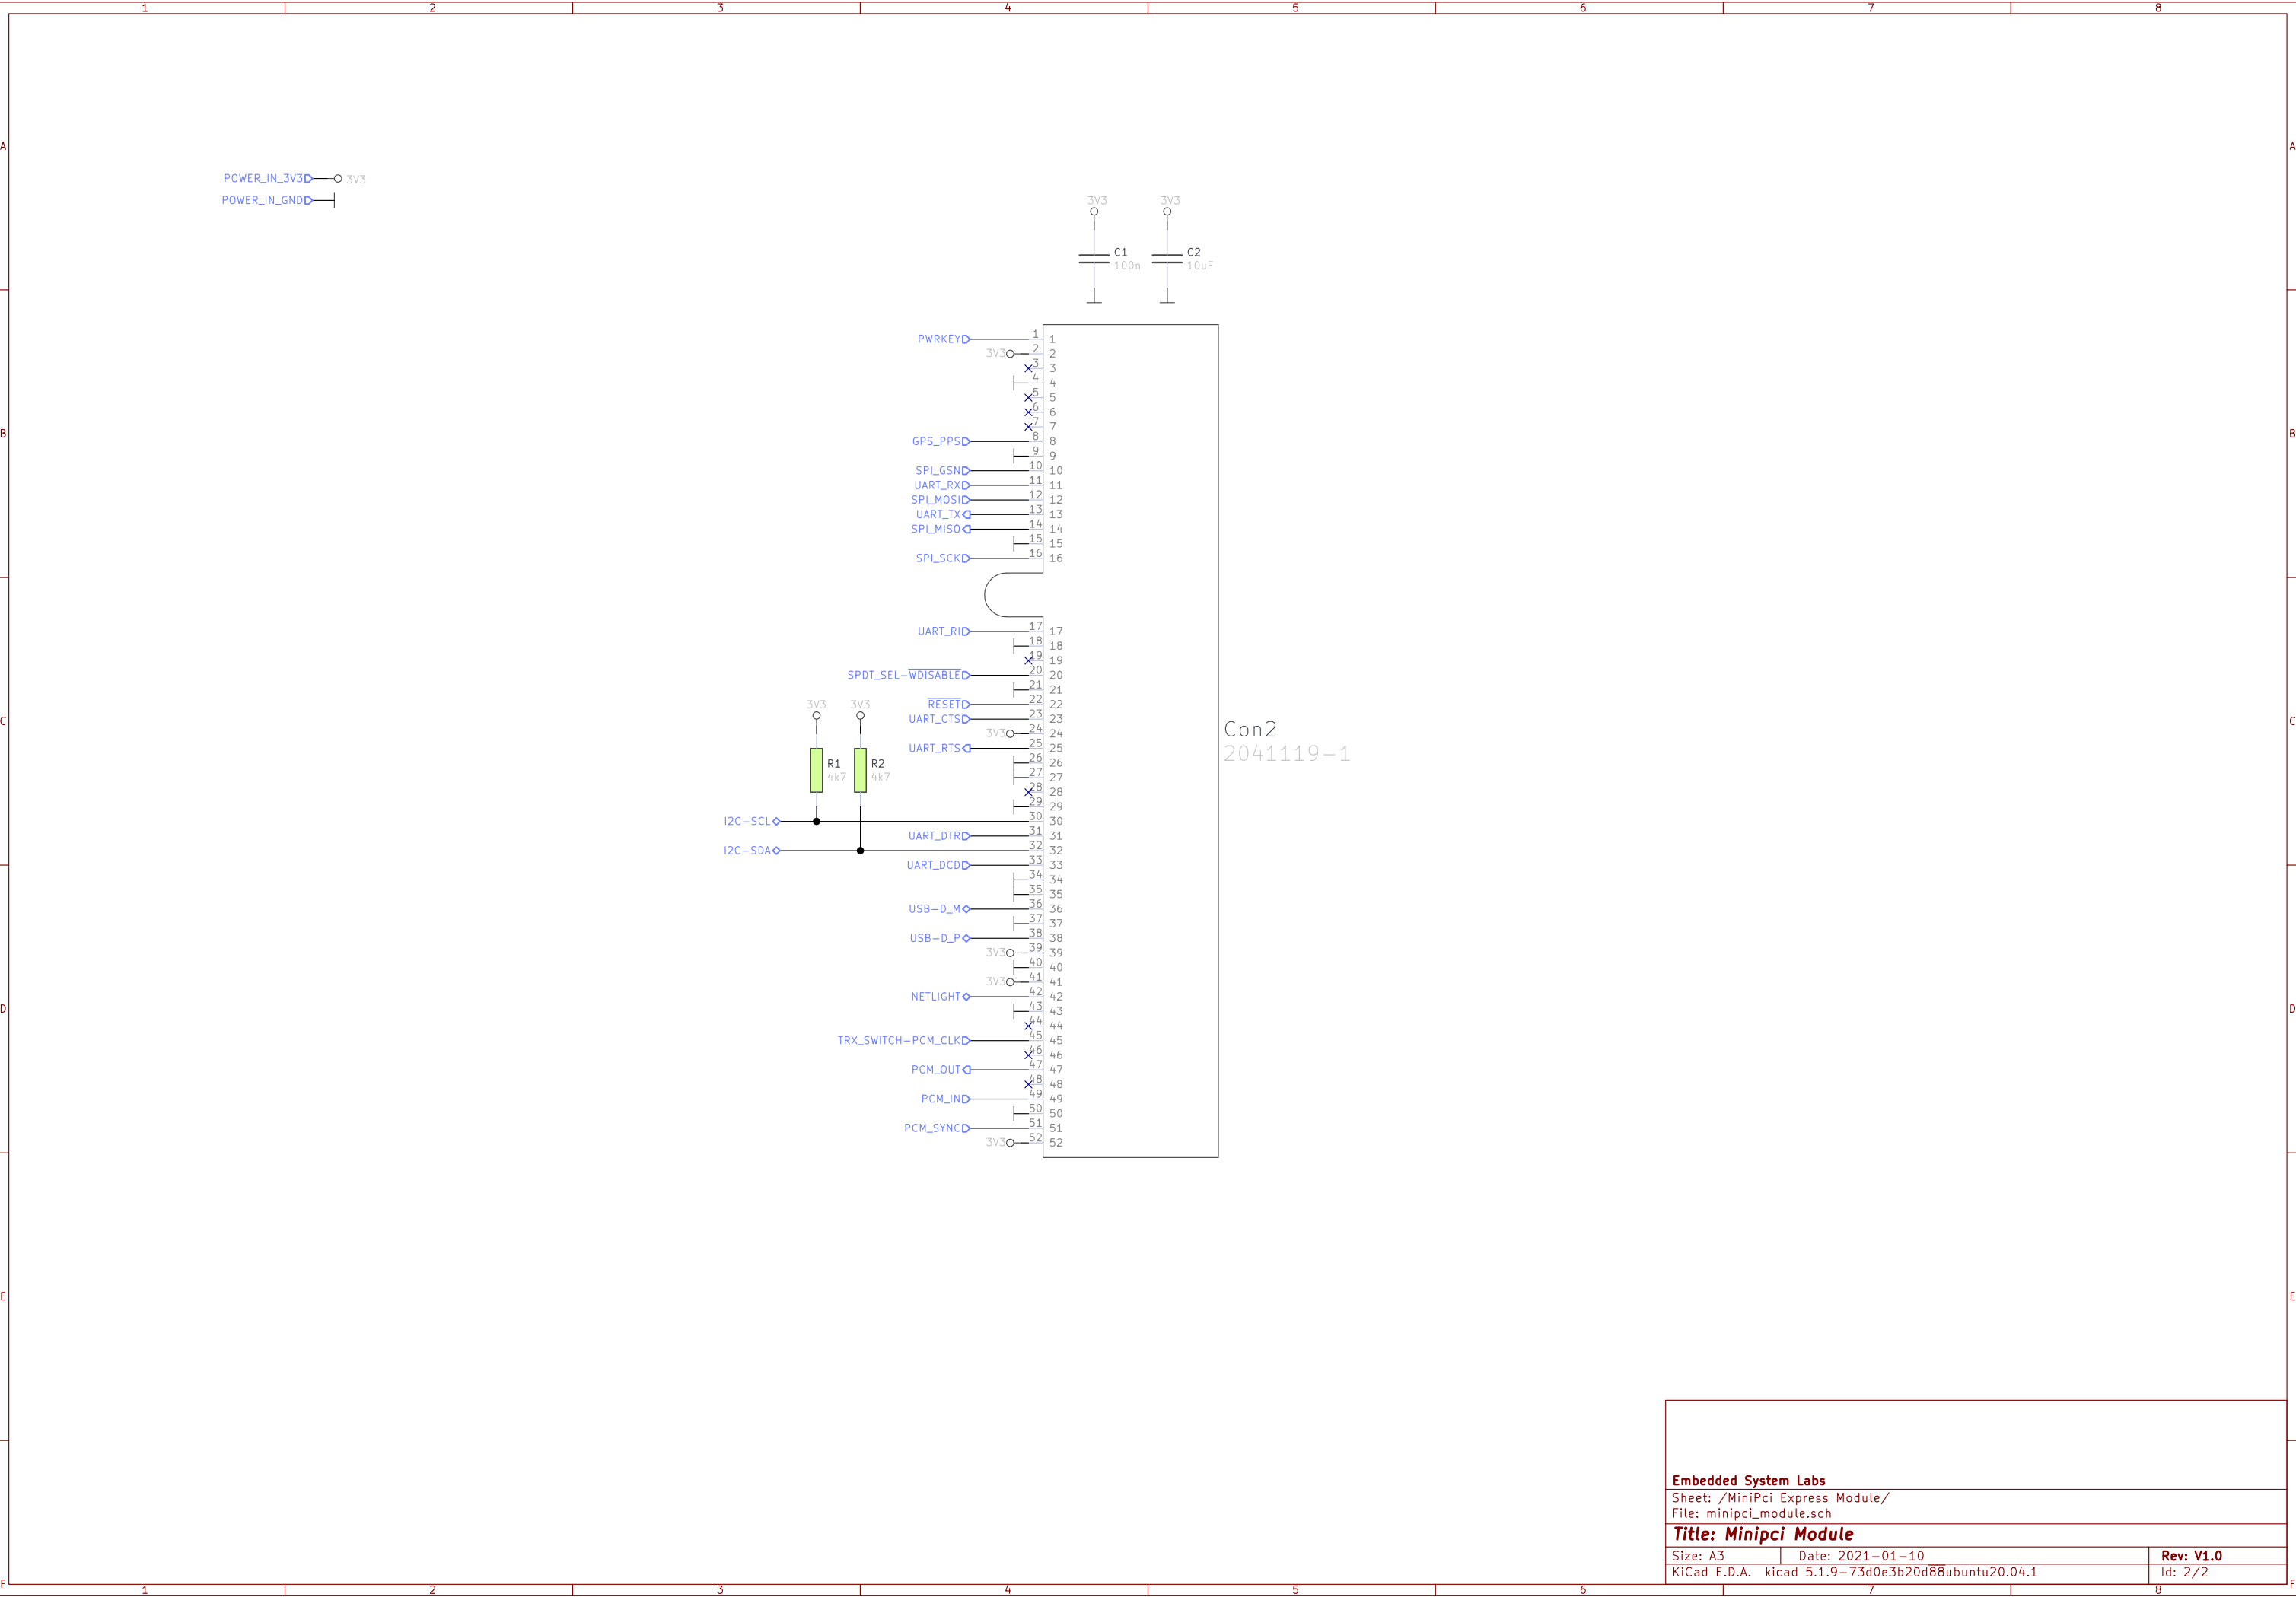 1 2 3 4 5 6 7 8
A A
POWER_IN_3V3 3V3
POWER_IN_GND
3V3 3V3
C1 C2
100n 10uF
PWRKEY 1 1
3V3 2 2
3 3
4 4
5 5
6 6
B B
7 7
GPS_PPS 8 8
9 9
SPI_GSN 10 10
UART_RX 11 11
SPI_MOSI 12 12
UART_TX 13 13
SPI_MISO 14 14
15 15
SPI_SCK 16 16
UART_RI 17 17
18 18
19 19
SPDT_SEL-WDISABLE 20 20
21 21
RESET 22 22
3V3 3V3
UART_CTS 23 23
C C
3V3 24 24
Con2
UART_RTS 25 25
2041119-1
R1 R2
26 26
4k7 4k7
27 27
28 28
29 29
I2C-SCL 30 30
UART_DTR 31 31
I2C-SDA 32 32
UART_DCD 33 33
34 34
35 35
USB-D_M 36 36
37 37
USB-D_P 38 38
3V3 39 39
40 40
3V3 41 41
NETLIGHT 42 42
D D
43 43
44 44
TRX_SWITCH-PCM_CLK 45 45
46 46
PCM_OUT 47 47
48 48
PCM_IN 49 49
50 50
PCM_SYNC 51 51
3V3 52 52
E E
Embedded System Labs
Sheet: /MiniPci Express Module/
File: minipci_module.sch
Title: Minipci Module
Size: A3 Date: 2021-01-10 Rev: V1.0
KiCad E.D.A. kicad 5.1.9-73d0e3b20d88ubuntu20.04.1 Id: 2/2
F F
1 2 3 4 5 6 7 8